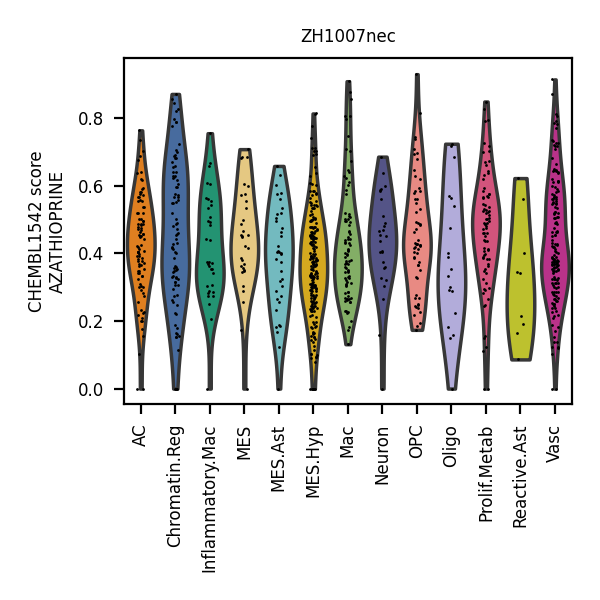 ZH1007nec
CHEMBL1542 score
AZATHIOPRINE
0.8
0.6
0.4
0.2
0.0
AC
Chromatin.Reg
Inflammatory.Mac
MES
MES.Ast
MES.Hyp
Mac
Neuron
OPC
Oligo
Prolif.Metab
Reactive.Ast
Vasc